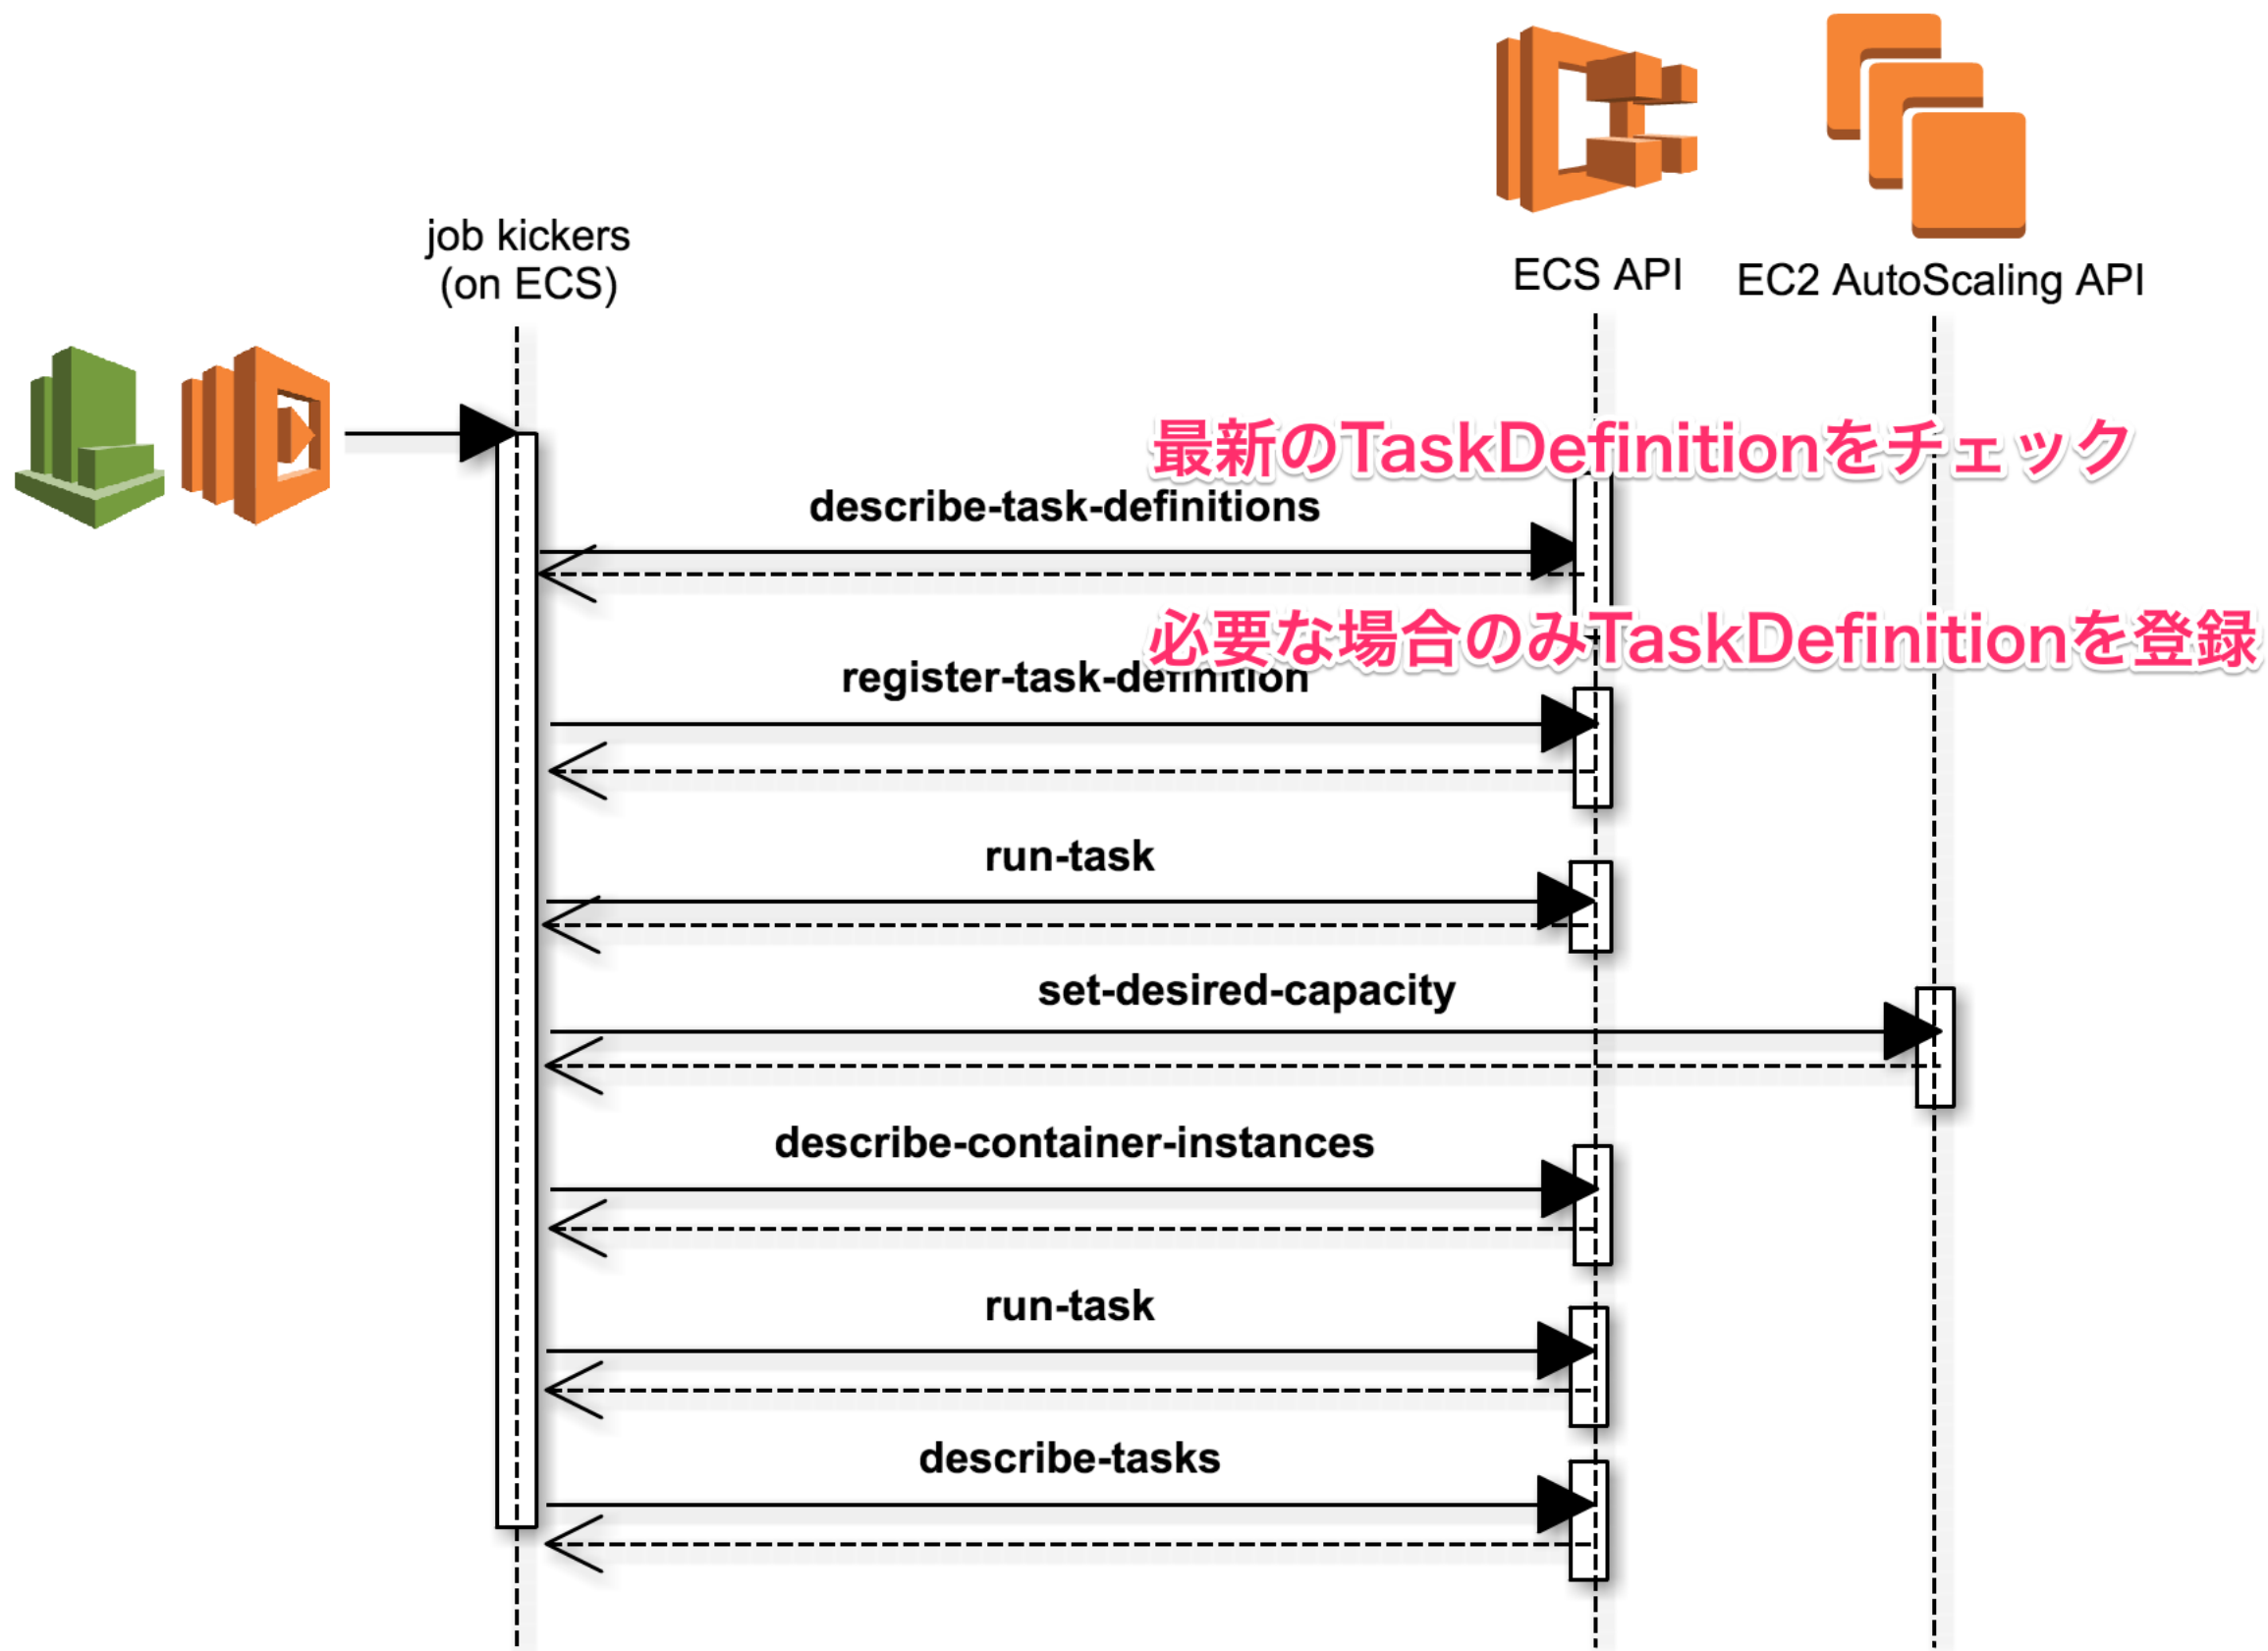 job kickers
(on ECS)
ECS API
EC2 AutoScaling API
最新のTaskDefinitionをチェック
describe-task-definitions
必要な場合のみTaskDefinitionを登録
register-task-definition
run-task
set-desired-capacity
describe-container-instances
run-task
describe-tasks